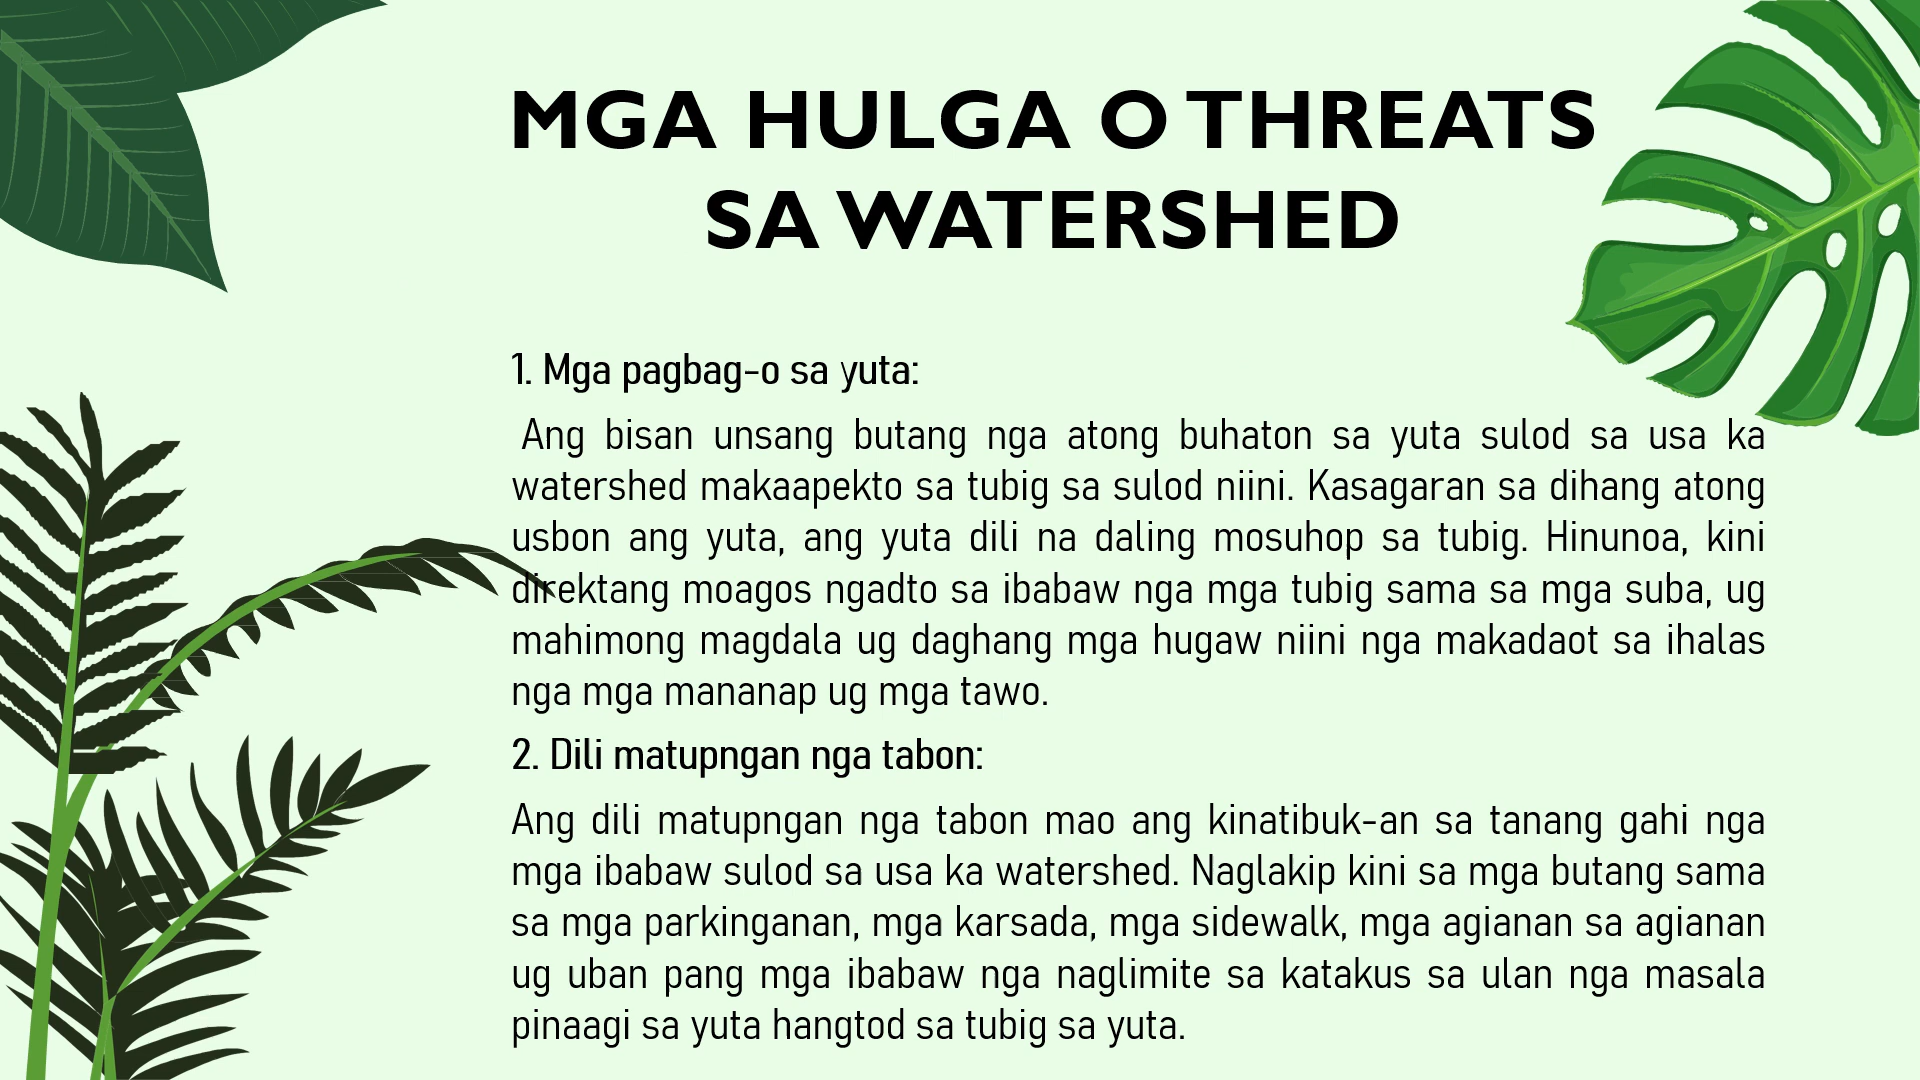 MGA HULGA O THREATS
SA WATERSHED
1. Mga pagbag-o sa yuta:
Ang bisan unsang butang nga atong buhaton sa yuta sulod sa usa ka
watershed makaapekto sa tubig sa sulod niini. Kasagaran sa dihang atong
usbon ang yuta, ang yuta dili na daling mosuhop sa tubig. Hinunoa, kini
direktang moagos ngadto sa ibabaw nga mga tubig sama sa mga suba, ug
mahimong magdala ug daghang mga hugaw niini nga makadaot sa ihalas
nga mga mananap ug mga tawo.
2. Dili matupngan nga tabon:
Ang dili matupngan nga tabon mao ang kinatibuk-an sa tanang gahi nga
mga ibabaw sulod sa usa ka watershed. Naglakip kini sa mga butang sama
sa mga parkinganan, mga karsada, mga sidewalk, mga agianan sa agianan
ug uban pang mga ibabaw nga naglimite sa katakus sa ulan nga masala
pinaagi sa yuta hangtod sa tubig sa yuta.